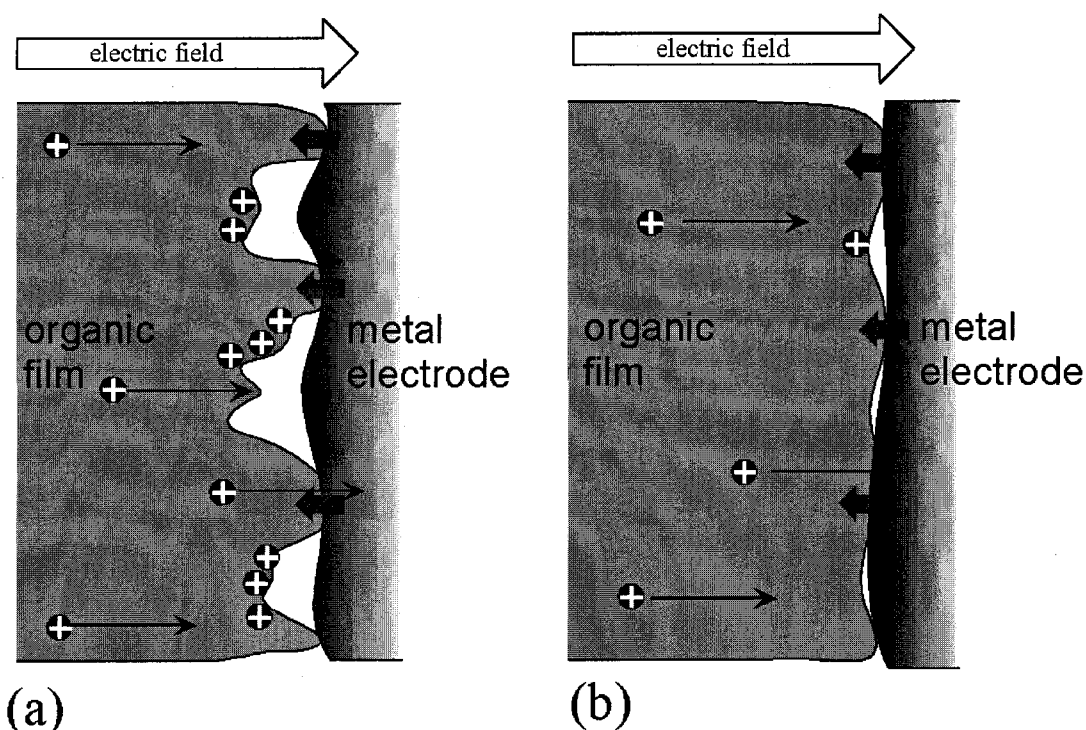 electric field
electric field
organic
film
metal
electrode
organic
film
metal
electrode
(a)
(b)